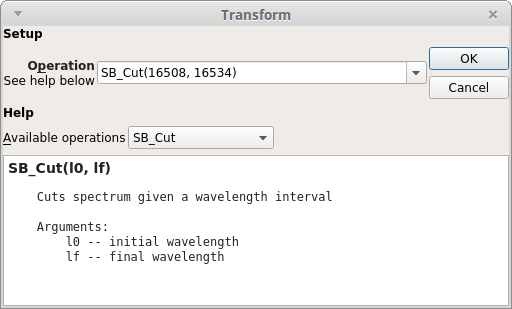 Transform
Setup
Operation
See help below
SB_Cut(16508, 16534)
OK
Cancel
Help
Available operations SB_Cut
SB_Cut(l0, lf)
Cuts spectrum given a wavelength interval
Arguments:
l0 -- initial wavelength
lf -- final wavelength